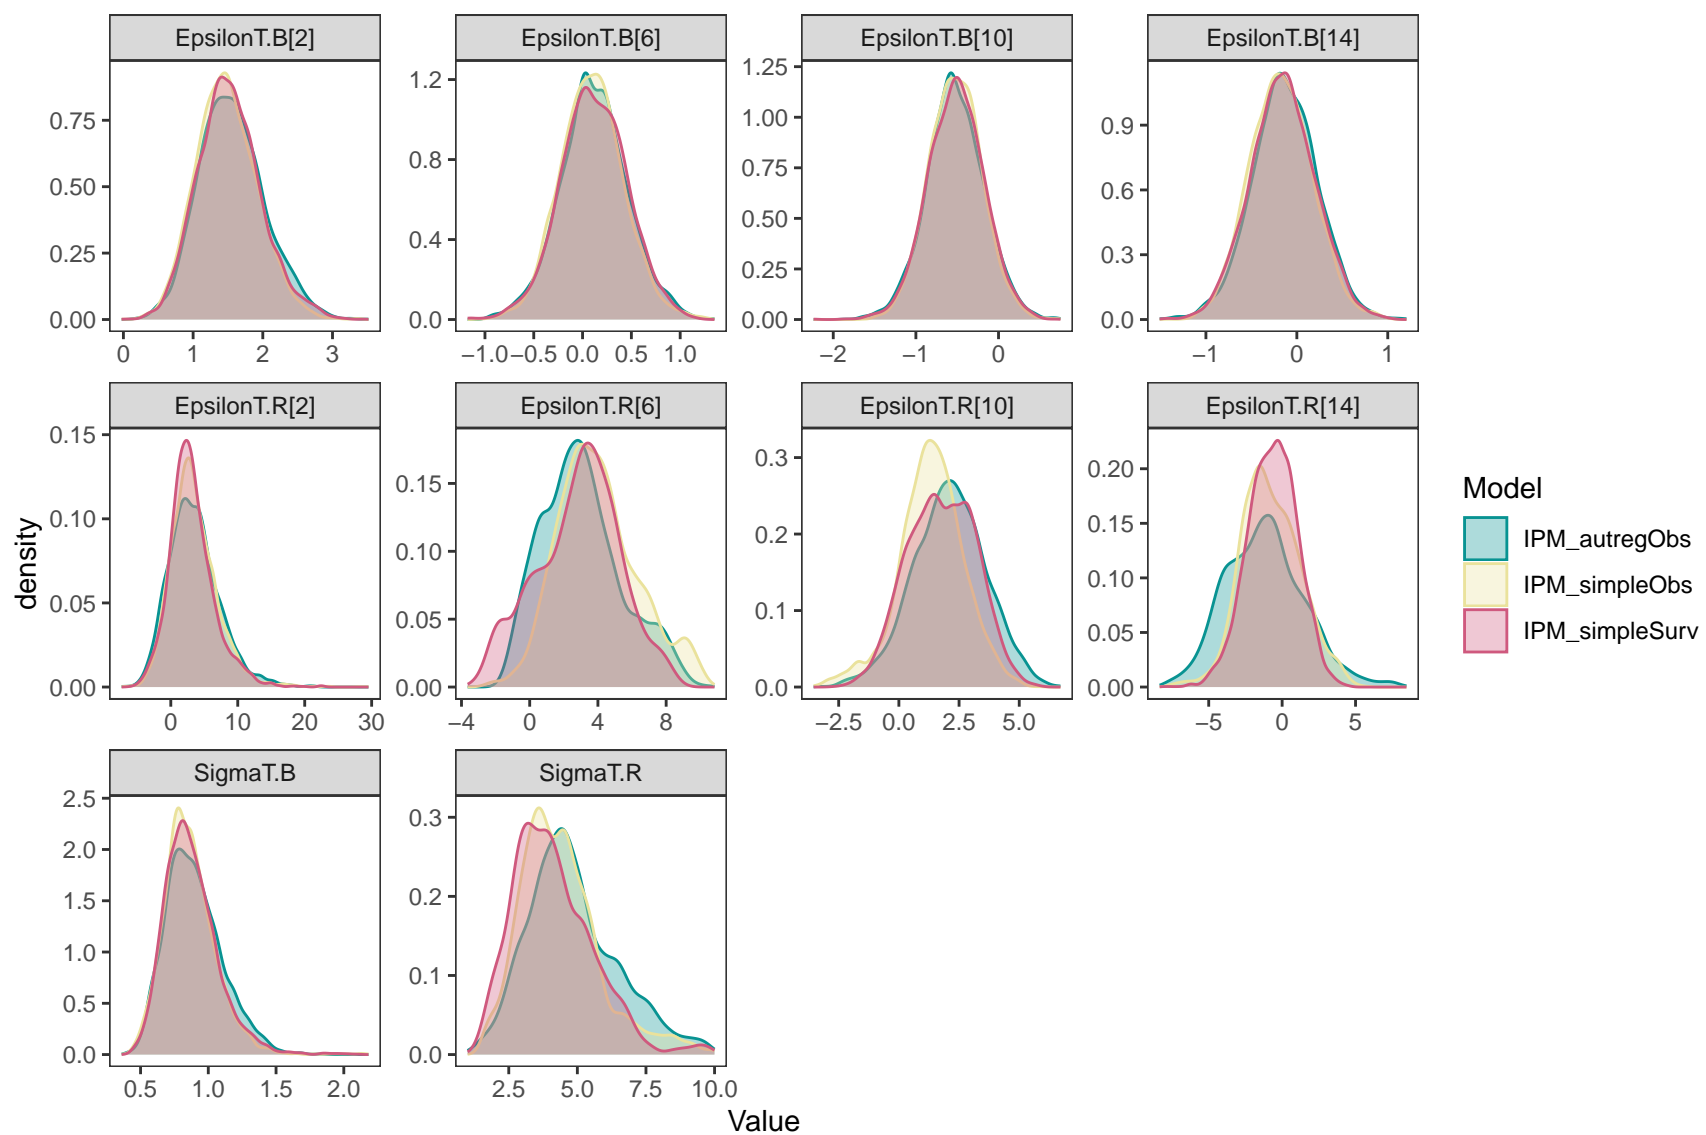 EpsilonT.B[2] EpsilonT.B[6] EpsilonT.B[10] EpsilonT.B[14]
0.75 0.50 0.25 0.00
1.2 0.8 0.4 0.0
1.25 1.00 0.75 0.50 0.25 0.00
0.9 0.6 0.3 0.0
0 1 2 3
−1.0 −0.5 0.0 0.5 1.0
−2 −1 0
−1 0 1
EpsilonT.R[2] EpsilonT.R[6] EpsilonT.R[10] EpsilonT.R[14]
0.15 0.10 0.05 0.00
0.15 0.10 0.05 0.00
0.3 0.2 0.1 0.0
0.20 0.15 0.10 0.05 0.00
0 10 20 30
−4 0 4 8
−2.5 0.0 2.5 5.0
−5 0 5
SigmaT.B SigmaT.R
2.5 2.0 1.5 1.0 0.5 0.0
0.3 0.2 0.1 0.0
0.5 1.0 1.5 2.0
2.5 5.0 7.5 10.0
density
Value
Model
IPM_autregObs
IPM_simpleObs
IPM_simpleSurv